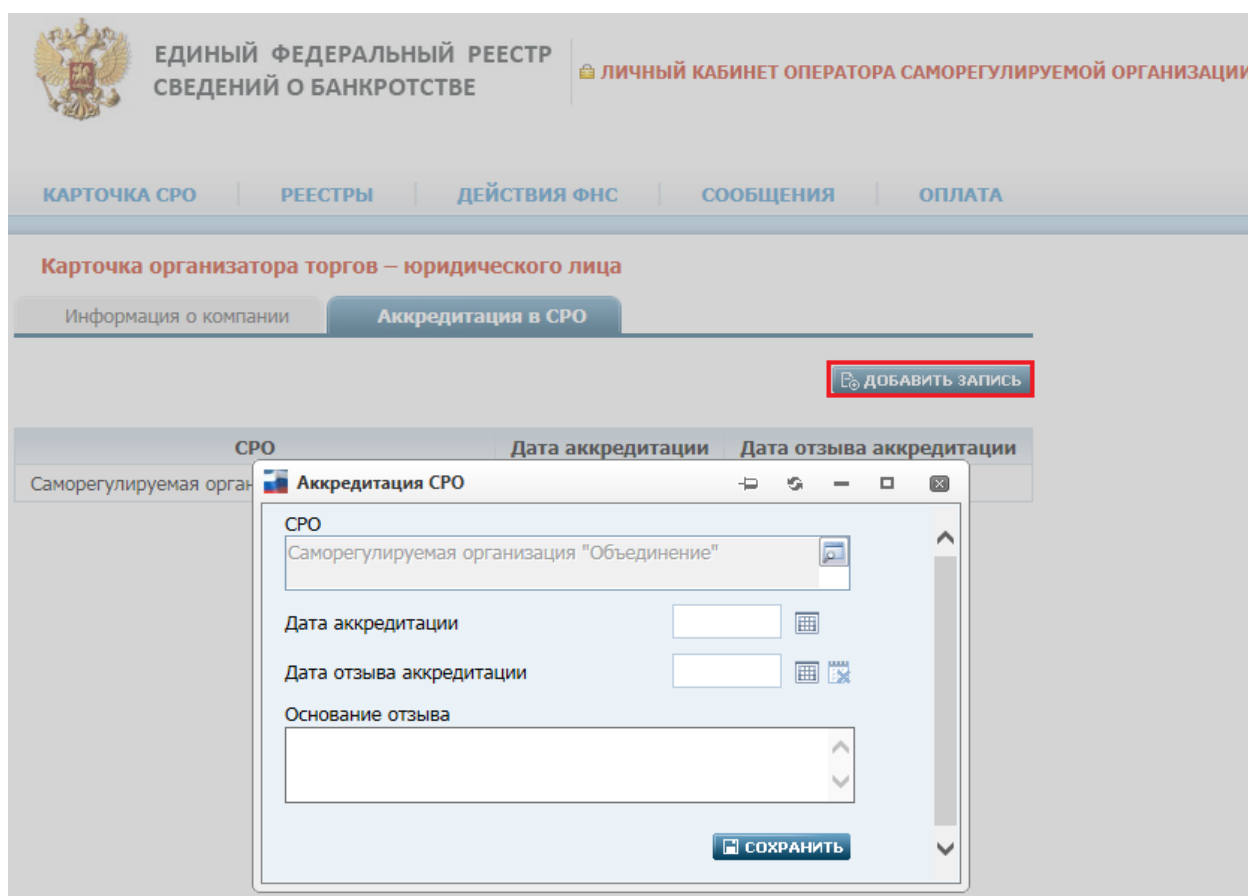 ЕДИНЫЙ ФЕДЕРАЛЬНЫЙ РЕЕСТР
СВЕДЕНИЙ О БАНКРОТСТВЕ
ЛИЧНЫЙ КАБИНЕТ ОПЕРАТОРА САМОРЕГУЛИРУЕМОЙ ОРГАНИЗАЦИИ
КАРТОЧКА СРО РЕЕСТРЫ ДЕЙСТВИЯ ФНС СООБЩЕНИЯ ОПЛАТА
Карточка организатора торгов – юридического лица
Информация о компании Аккредитация в СРО
ДОБАВИТЬ ЗАПИСЬ
СРО Дата аккредитации Дата отзыва аккредитации
Саморегулируемая орган
Аккредитация СРО
СРО
Саморегулируемая организация "Объединение"
Дата аккредитации
Дата отзыва аккредитации
Основание отзыва
СОХРАНИТЬ